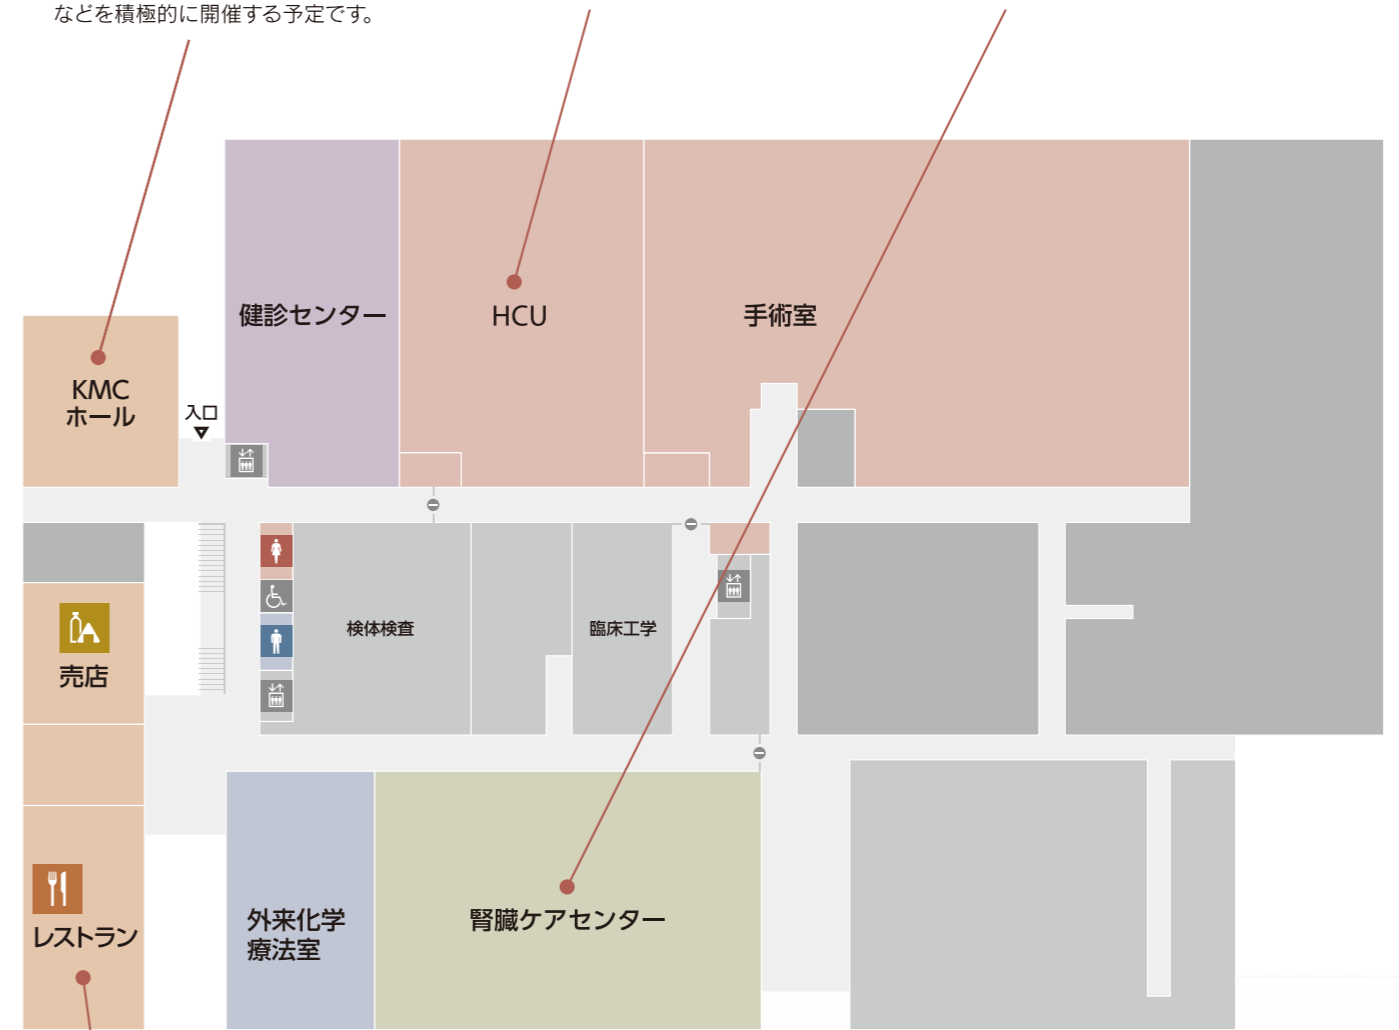 などを積極的に開催する予定です。
健診センター
HCU
手術室
KMC
ホール
入口
検体検査
臨床工学
売店
レストラン
外来化学
療法室
腎臓ケアセンター